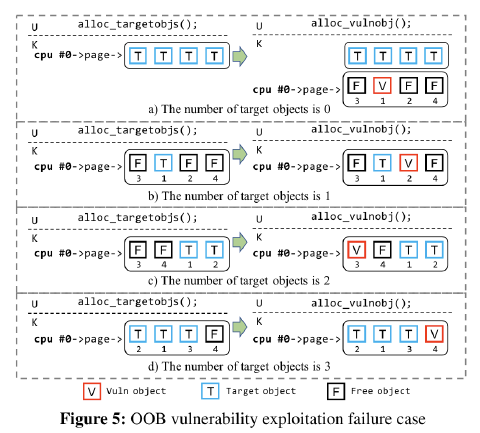 U alloc_targetobjs(); U alloc_vulnobj();
K K
cpu #0->page-> T T T T T T T T
cpu #0->page-> F V F F
3 1 2 4
a) The number of target objects is 0
U alloc_targetobjs(); U alloc_vulnobj();
K K
cpu #0->page-> F T F F cpu #0->page-> F T V F
3 1 2 4 3 1 2 4
b) The number of target objects is 1
U alloc_targetobjs(); U alloc_vulnobj();
K K
cpu #0->page-> F F T T cpu #0->page-> V F T T
3 4 1 2 3 4 1 2
c) The number of target objects is 2
U alloc_targetobjs(); U alloc_vulnobj();
K K
cpu #0->page-> T T T F cpu #0->page-> T T T V
2 1 3 4 2 1 3 4
d) The number of target objects is 3
V Vuln object T Target object F Free object
Figure 5: OOB vulnerability exploitation failure case